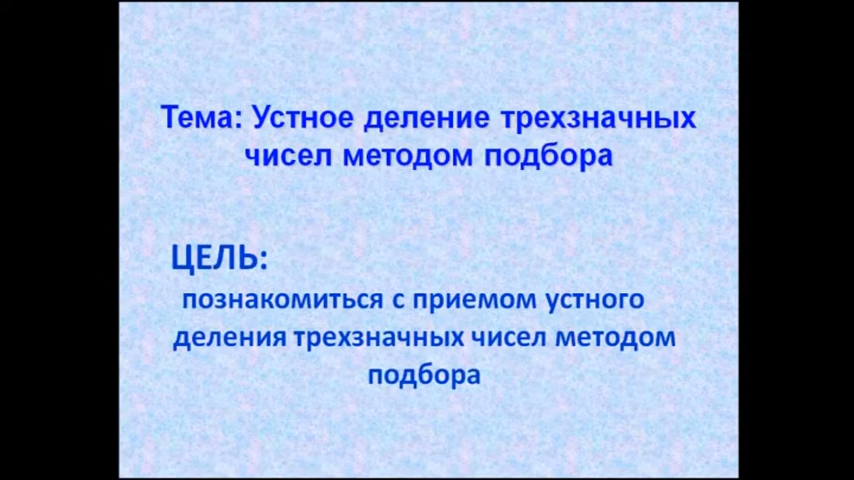 Тема: Устное деление трехзначных
чисел методом подбора
ЦЕЛЬ:
познакомиться с приемом устного
деления трехзначных чисел методом
подбора